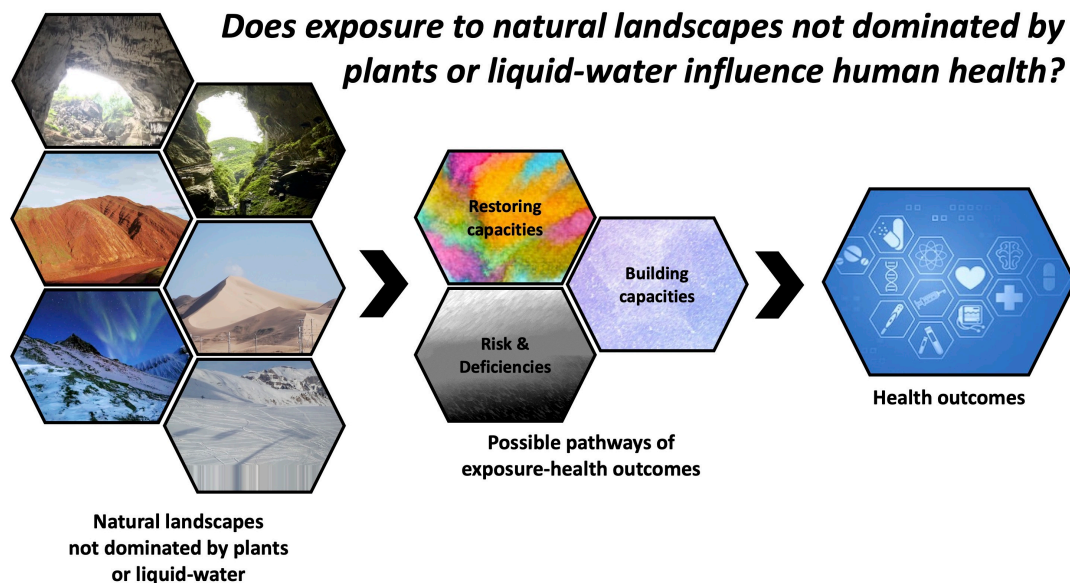 Does exposure to natural landscapes not dominated by
plants or liquid-water influence human health?
Restoring
capacities
Building
capacities
Risk &
Deficiencies
Health outcomes
Possible pathways of
exposure-health outcomes
Natural landscapes
not dominated by plants
or liquid-water